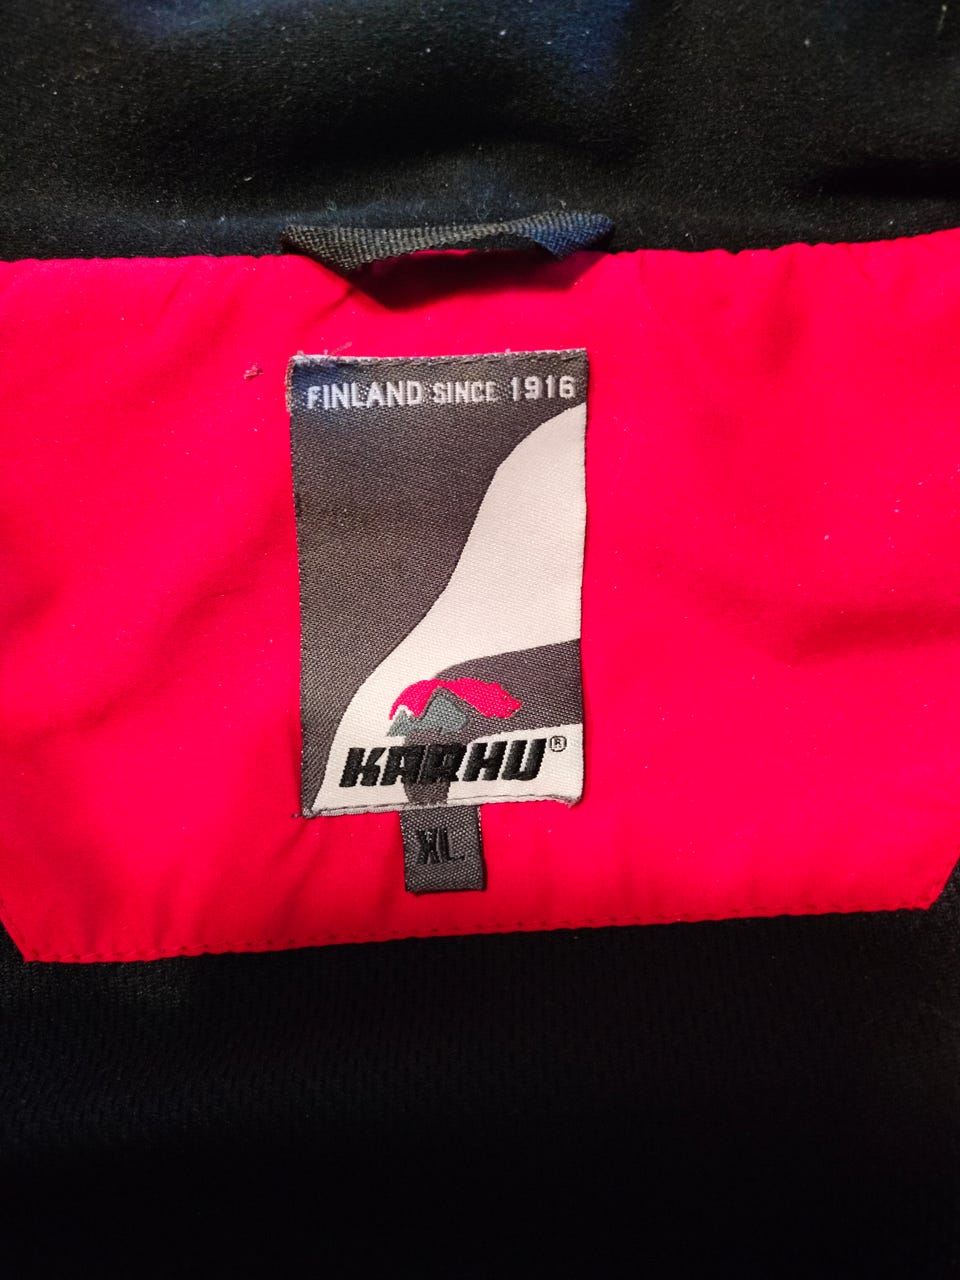 FINLAND SINCE 1916
KARHU®
XL